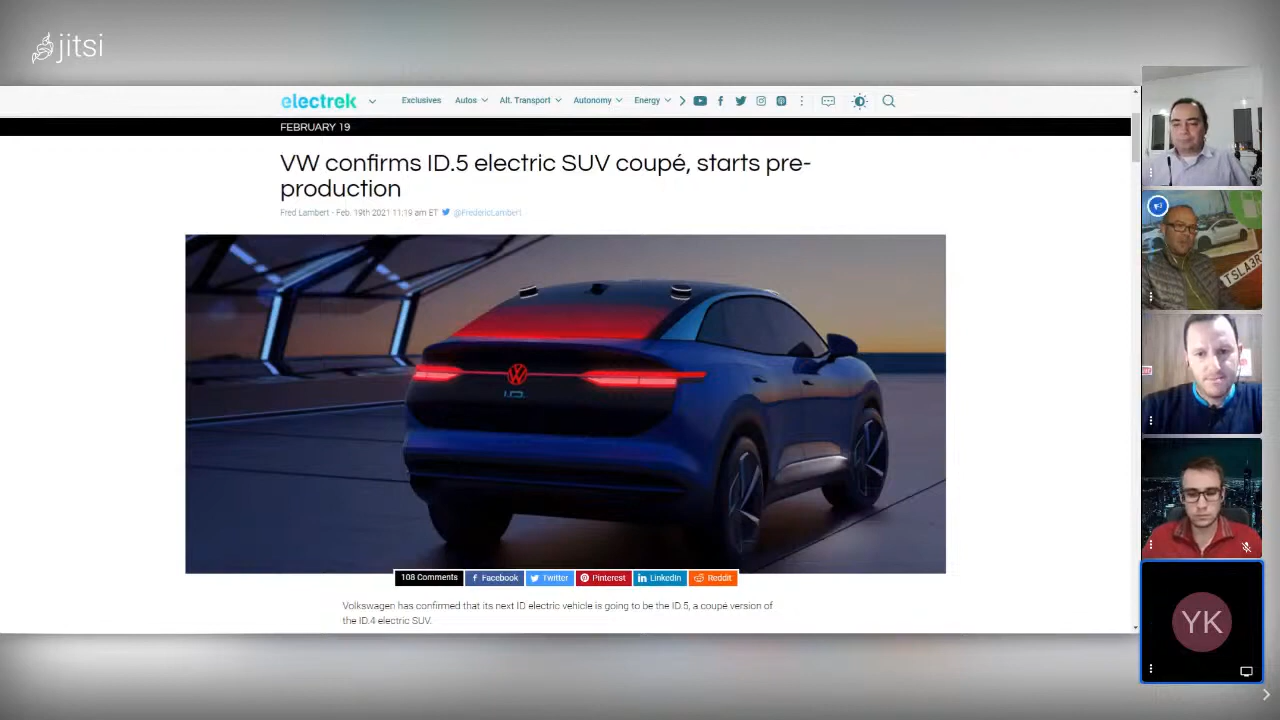 jitsi
electrek
Exclusives Autos Alt. Transport Autonomy Energy
FEBRUARY 19
VW confirms ID.5 electric SUV coupé, starts pre-
production
Fred Lambert - Feb. 19th 2021 11:19 am ET @FredericLambert
I.D.
108 Comments Facebook Twitter Pinterest LinkedIn Reddit
Volkswagen has confirmed that its next ID electric vehicle is going to be the ID.5, a coupé version of
the ID.4 electric SUV.
TSLA3R
YK